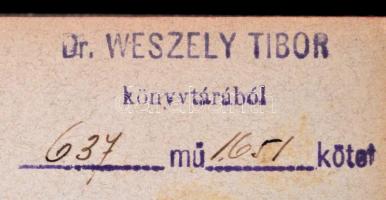 Dr. WESZELY TIBOR
könyvtárából
637 mű 1651 kötet